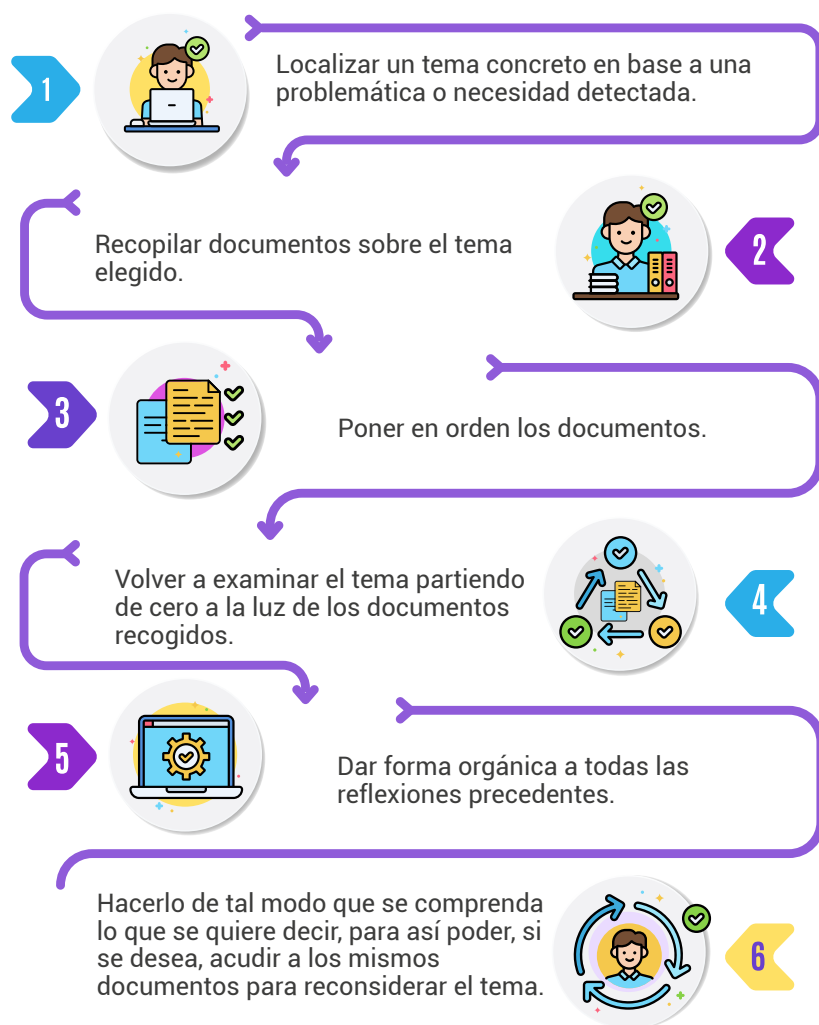 1
Localizar un tema concreto en base a una
problemática o necesidad detectada.
2
Recopilar documentos sobre el tema
elegido.
3
Poner en orden los documentos.
4
Volver a examinar el tema partiendo
de cero a la luz de los documentos
recogidos.
5
Dar forma orgánica a todas las
reflexiones precedentes.
6
Hacerlo de tal modo que se comprenda
lo que se quiere decir, para así poder, si
se desea, acudir a los mismos
documentos para reconsiderar el tema.